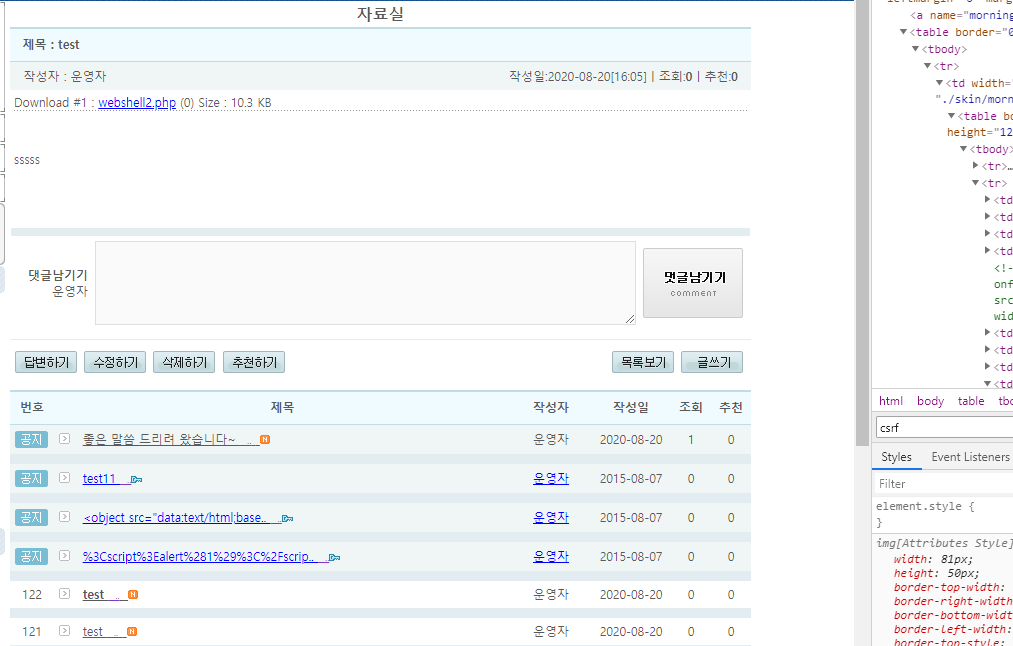 자료실
제목 : test
작성자 : 운영자 작성일:2020-08-20[16:05] | 조회:0 | 추천:0
Download #1 : webshell2.php (0) Size : 10.3 KB
sssss
댓글남기기
운영자
멋글남기기
COMMENT
답변하기 수정하기 삭제하기 추천하기 목록보기 글쓰기
번호 제목 작성자 작성일 조회 추천
공지 좋은 말씀 드리려 왔습니다~ .. N 운영자 2020-08-20 1 0
공지 test11 .. 운영자 2015-08-07 0 0
공지 <object src="data:text/html;base.. .. 운영자 2015-08-07 0 0
공지 %3Cscript%3Ealert%281%29%3C%2Fscrip.. .. 운영자 2015-08-07 0 0
122 test .. N 운영자 2020-08-20 0 0
121 test .. N 운영자 2020-08-20 0 0
<a name="morning
▼<table border="0
▼<tbody>
▼<tr>
▼<td width="
"./skin/morn
▼<table bo
height="12
▼<tbody>
▶<tr>…
▼<tr>
▶<td
▶<td
▶<td
▶<td
<!-
onf
src
wid
▶<td
▶<td
▶<td
▼<td
html body table tbo
csrf
Styles Event Listeners
Filter
element.style {
}
img[Attributes Style]
width: 81px;
height: 50px;
border-top-width:
border-right-width
border-bottom-widt
border-left-width:
border-top-style: